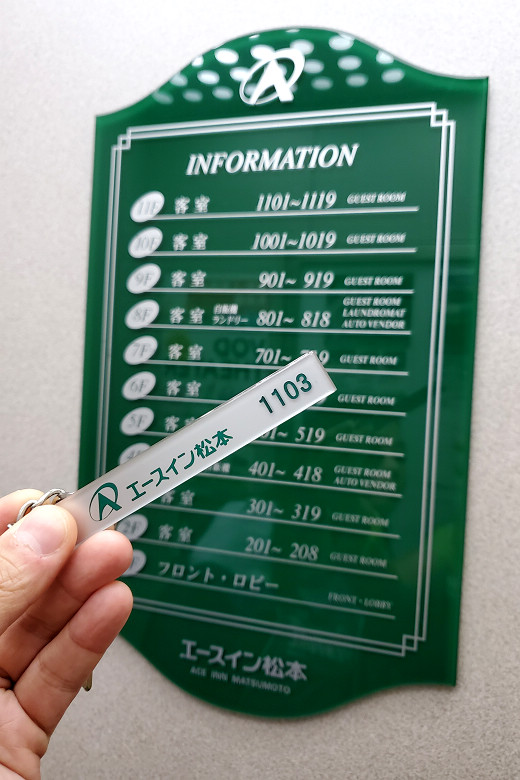 INFORMATION
11F 客室 1101~1119 GUEST ROOM
10F 客室 1001~1019 GUEST ROOM
9F 客室 901~ 919 GUEST ROOM
8F 客室 自販機 ランドリー 801~ 818 GUEST ROOM LAUNDROMAT AUTO VENDOR
7F 客室 701~ GUEST ROOM
6F 客室 GUEST ROOM
5F 客 519 GUEST ROOM
401~ 418 GUEST ROOM AUTO VENDOR
客室 301~ 319 GUEST ROOM
2F 客室 201~ 208 GUEST ROOM
フロント・ロビー FRONT・LOBBY
エースイン松本
ACE INN MATSUMOTO
エースイン松本 1103